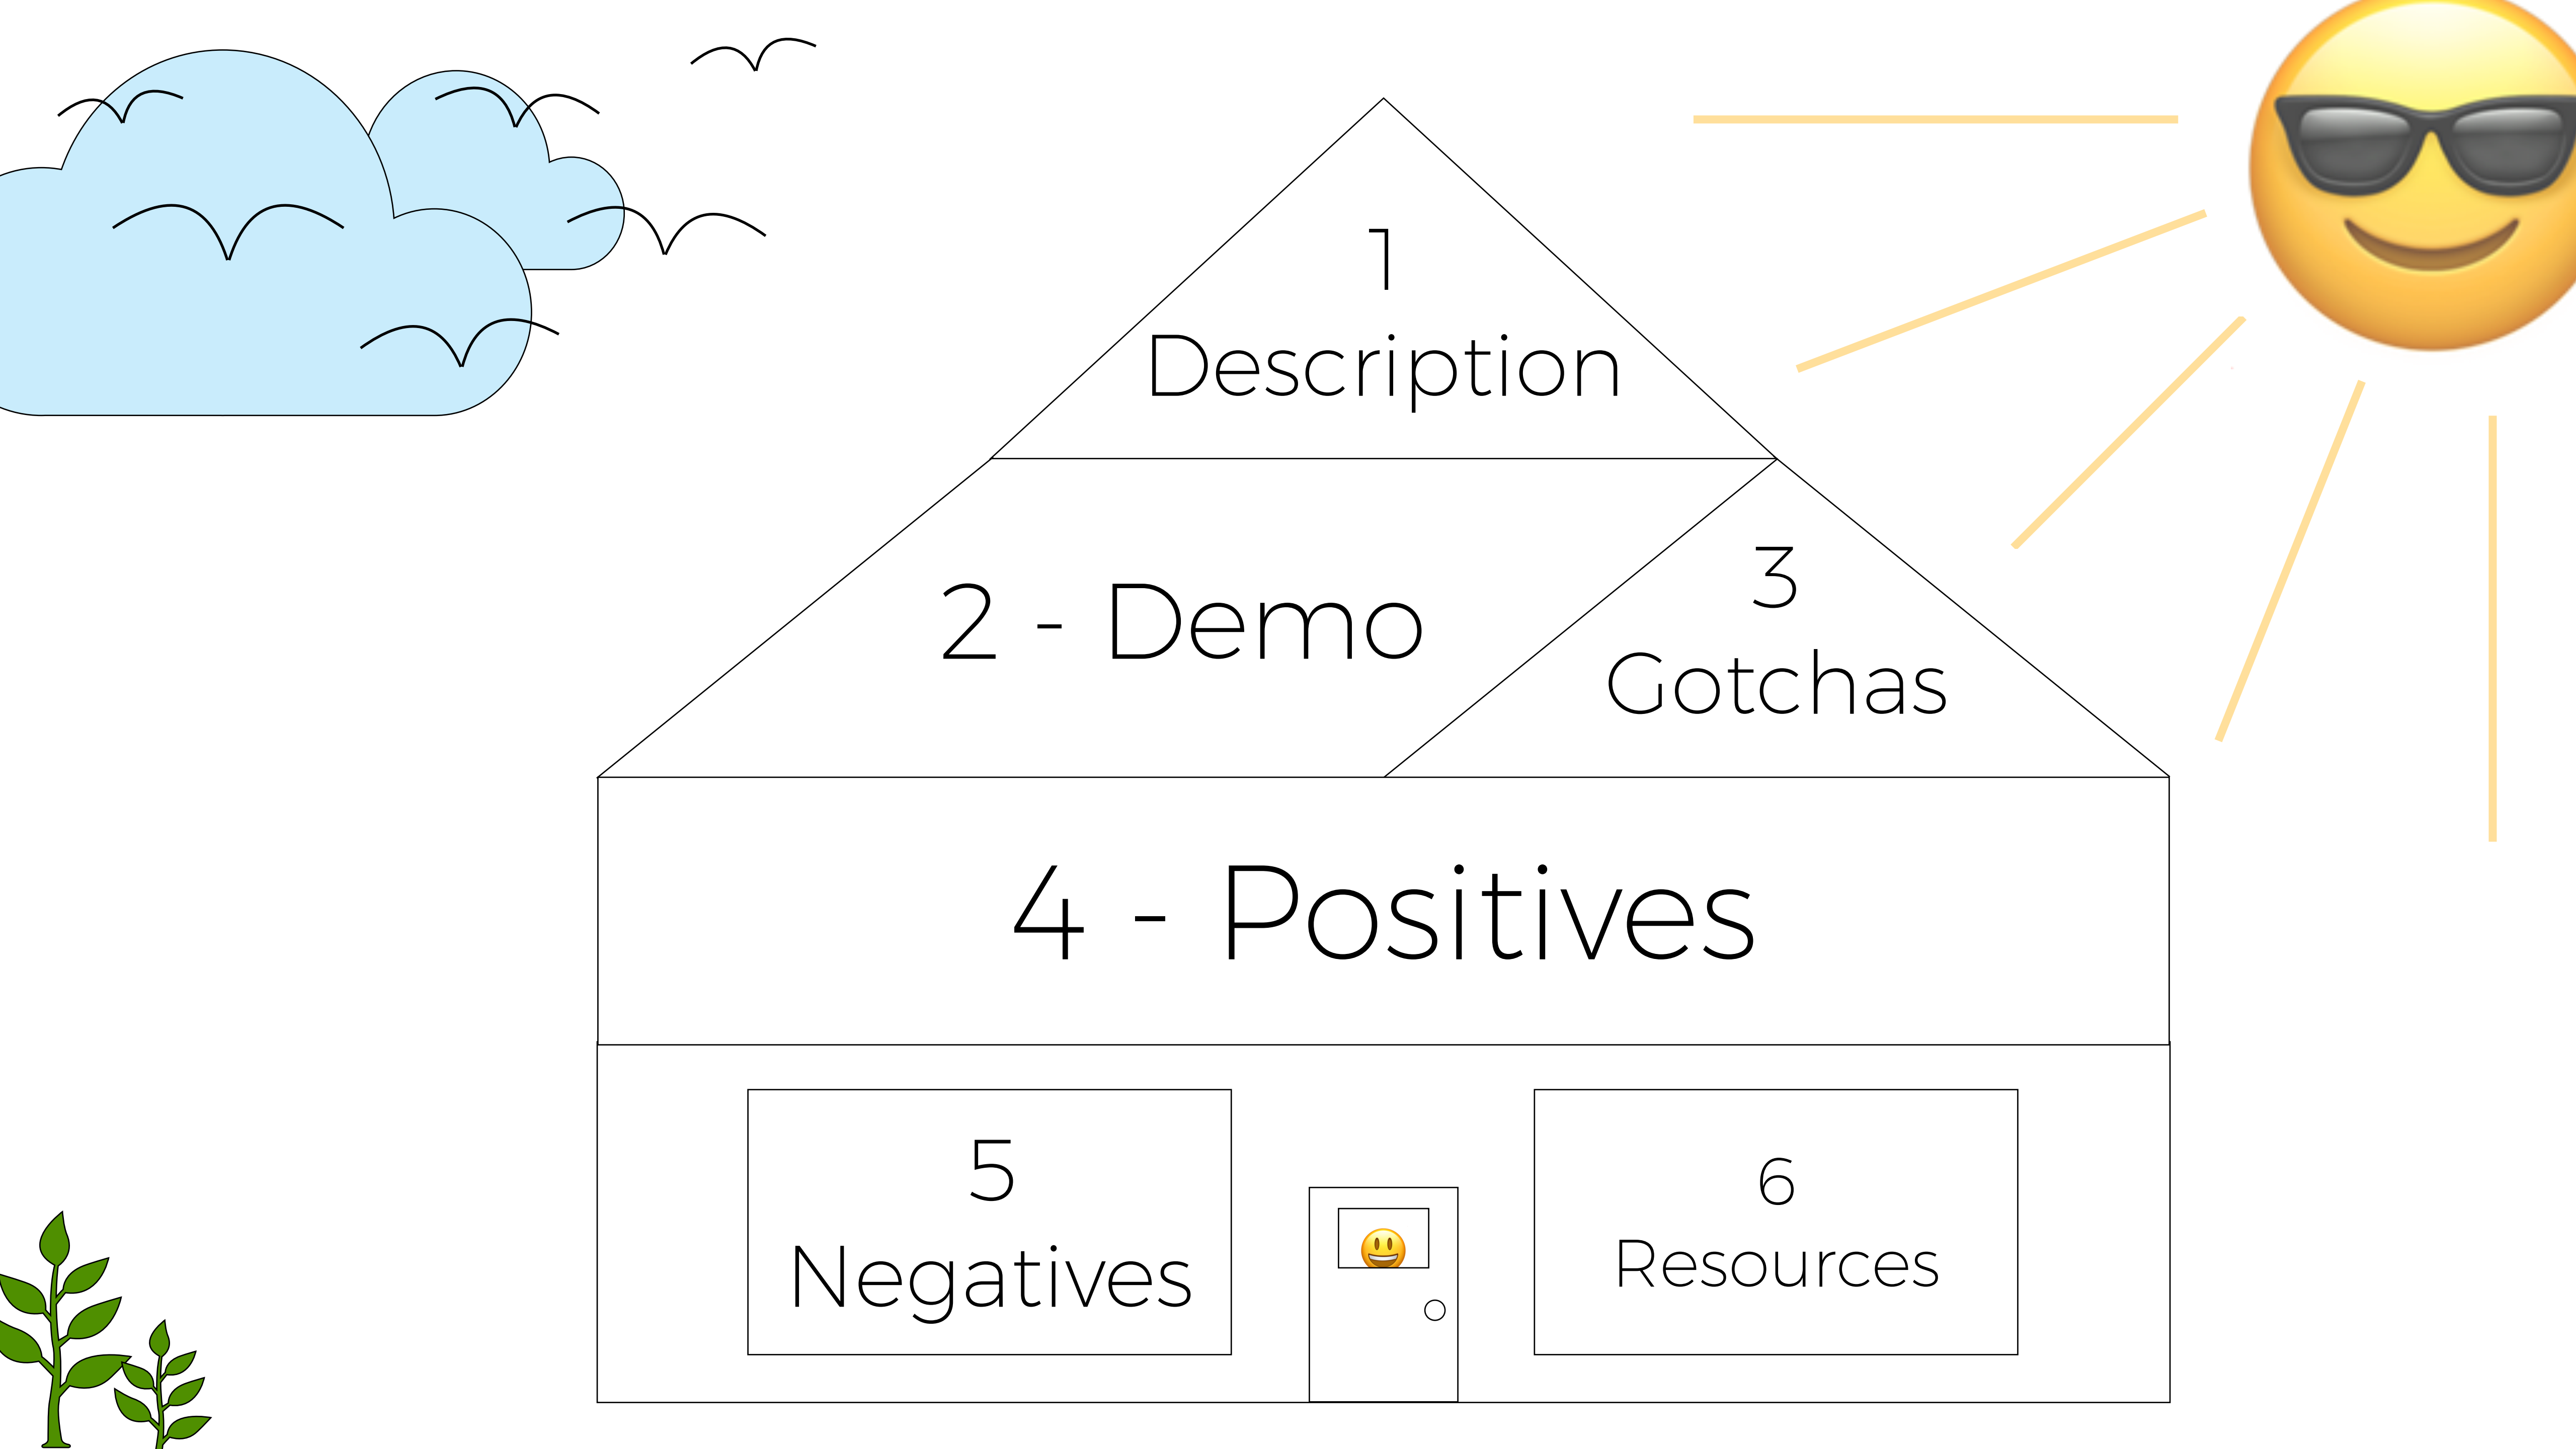 1
Description
2 - Demo
3
Gotchas
4 - Positives
5
Negatives
6
Resources